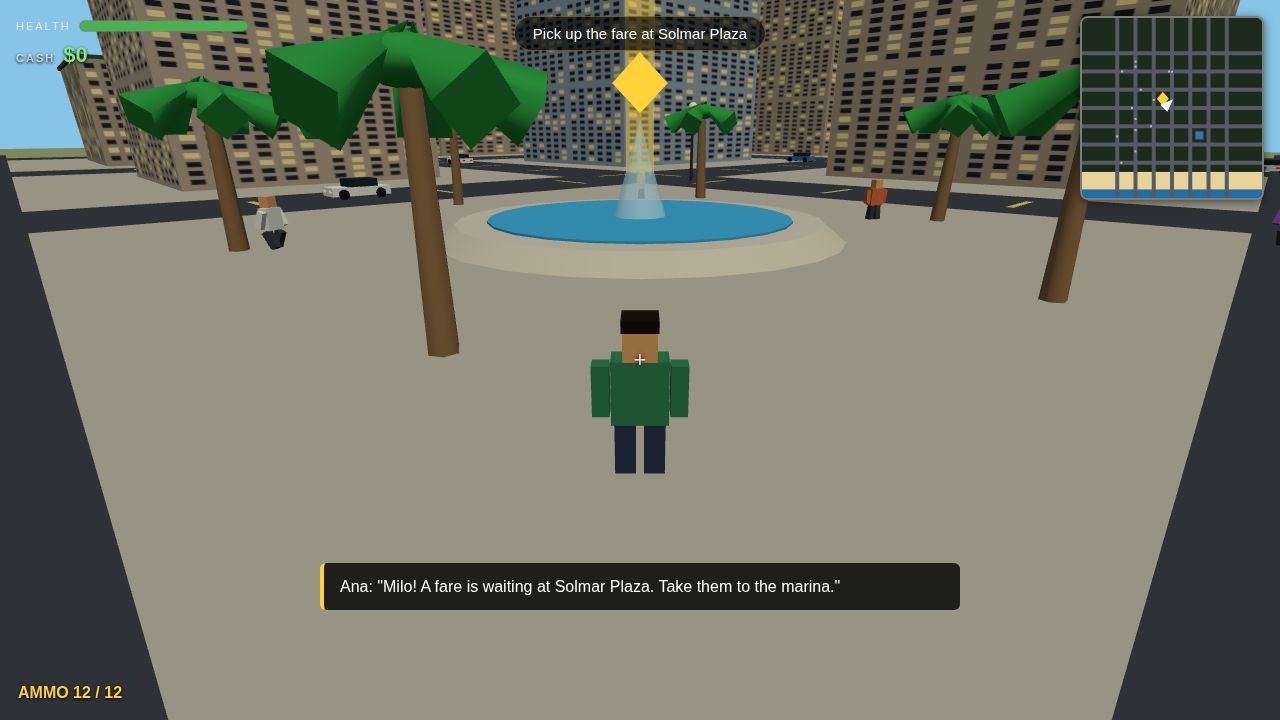 HEALTH
CASH $0
Pick up the fare at Solmar Plaza
Ana: "Milo! A fare is waiting at Solmar Plaza. Take them to the marina."
AMMO 12 / 12